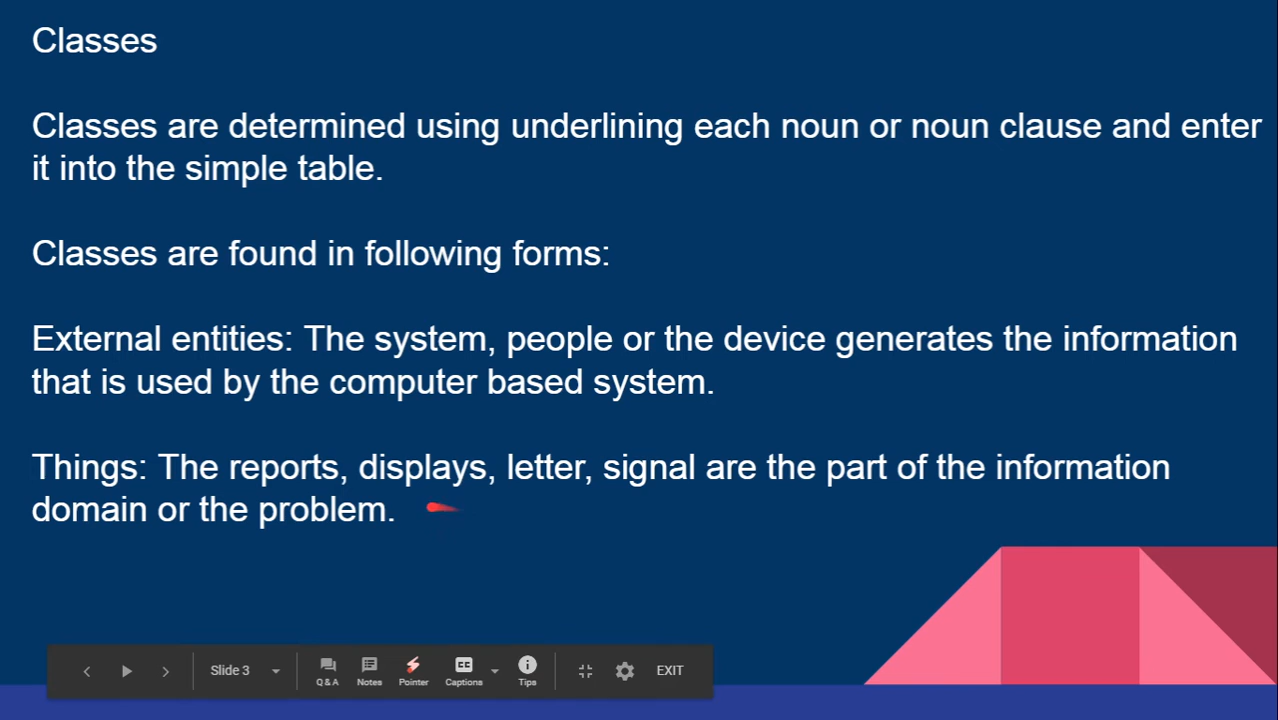 Classes
Classes are determined using underlining each noun or noun clause and enter
it into the simple table.
Classes are found in following forms:
External entities: The system, people or the device generates the information
that is used by the computer based system.
Things: The reports, displays, letter, signal are the part of the information
domain or the problem.
Slide 3
Q & A
Notes
Pointer
CC
Captions
Tips
EXIT